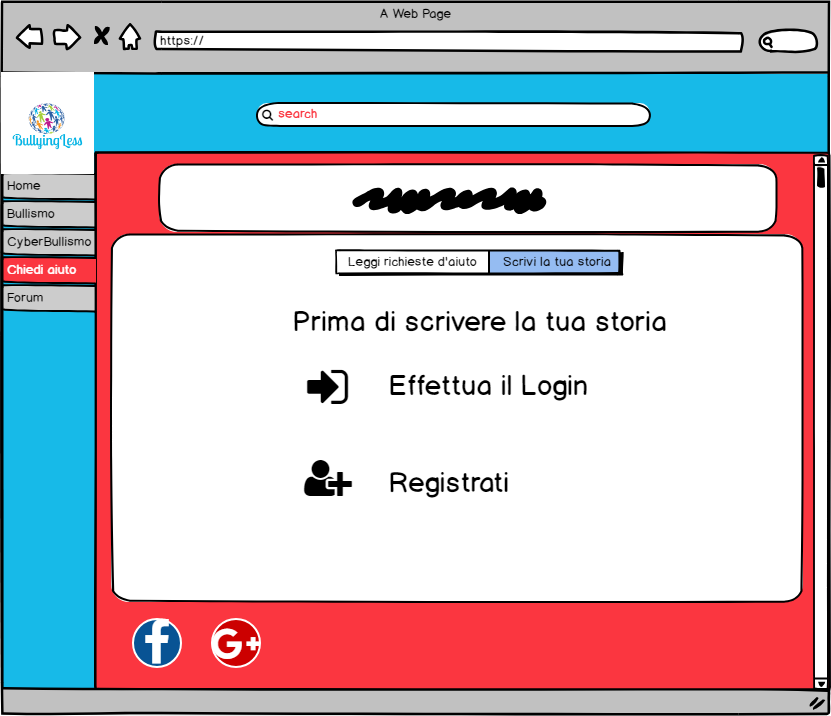 A Web Page
https://
search
BullyingLess
Home
Bullismo
CyberBullismo
Chiedi aiuto
Forum
Leggi richieste d'aiuto
Scrivi la tua storia
Prima di scrivere la tua storia
Effettua il Login
Registrati
f
G+